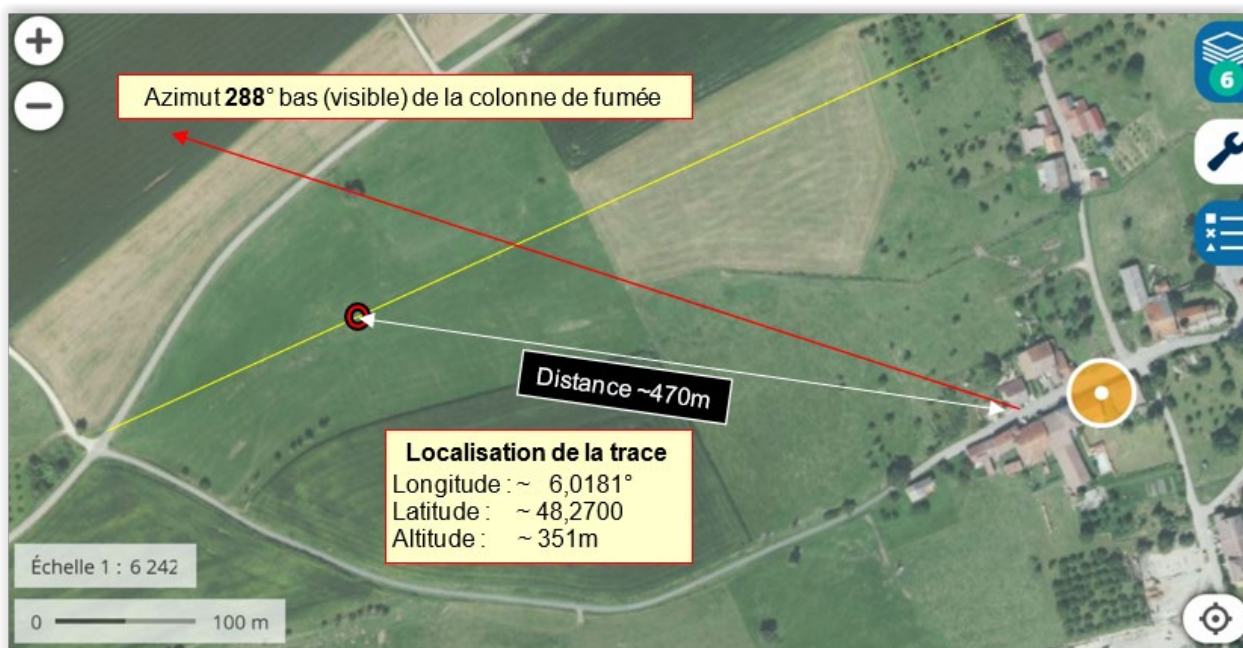 6
Azimut 288° bas (visible) de la colonne de fumée
Distance ~470m
Localisation de la trace
Longitude : ~ 6,0181°
Latitude : ~ 48,2700
Altitude : ~ 351m
Échelle 1 : 6 242
0 100 m